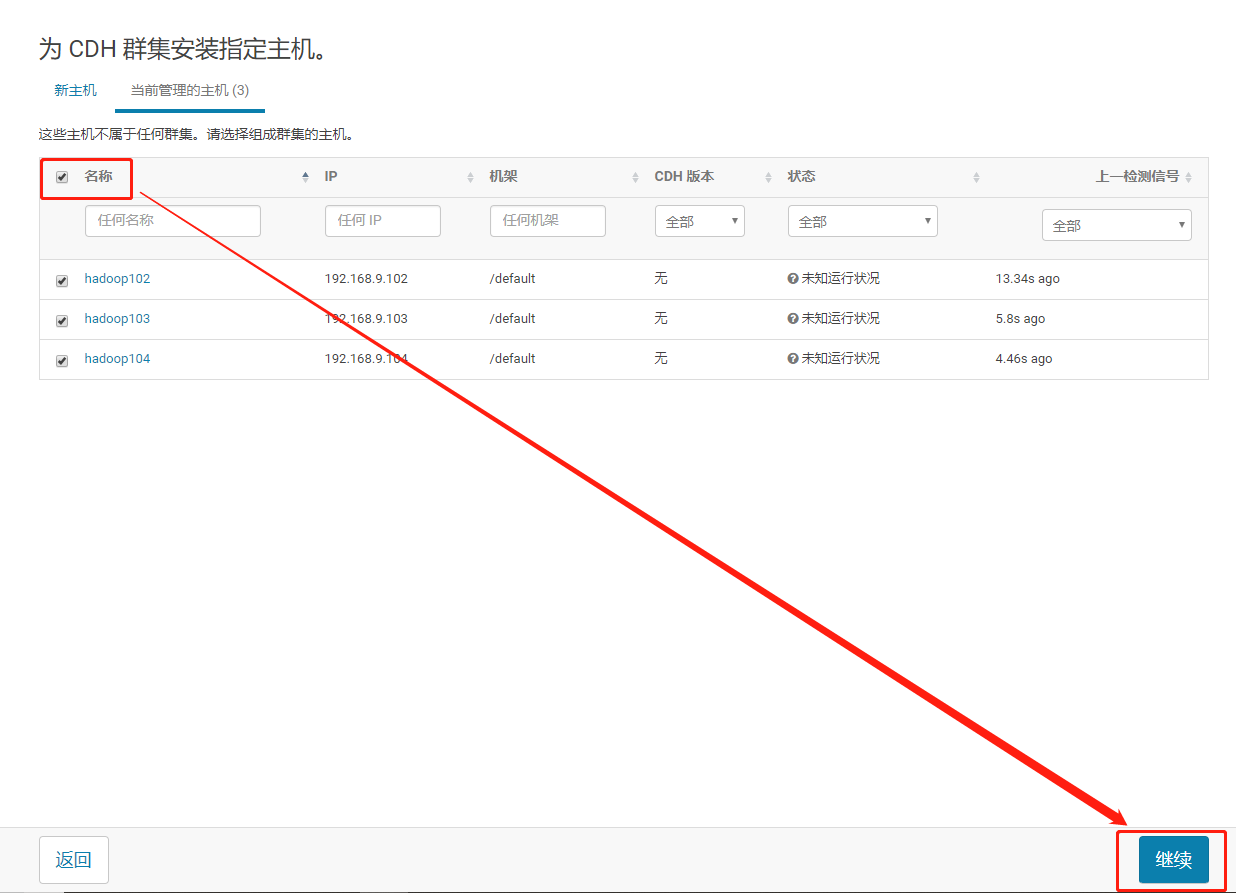 为 CDH 群集安装指定主机。
新主机 当前管理的主机 (3)
这些主机不属于任何群集。请选择组成群集的主机。
名称 IP 机架 CDH 版本 状态 上一检测信号
任何名称 任何 IP 任何机架 全部 全部 全部
hadoop102 192.168.9.102 /default 无 未知运行状况 13.34s ago
hadoop103 192.168.9.103 /default 无 未知运行状况 5.8s ago
hadoop104 192.168.9.104 /default 无 未知运行状况 4.46s ago
返回 继续